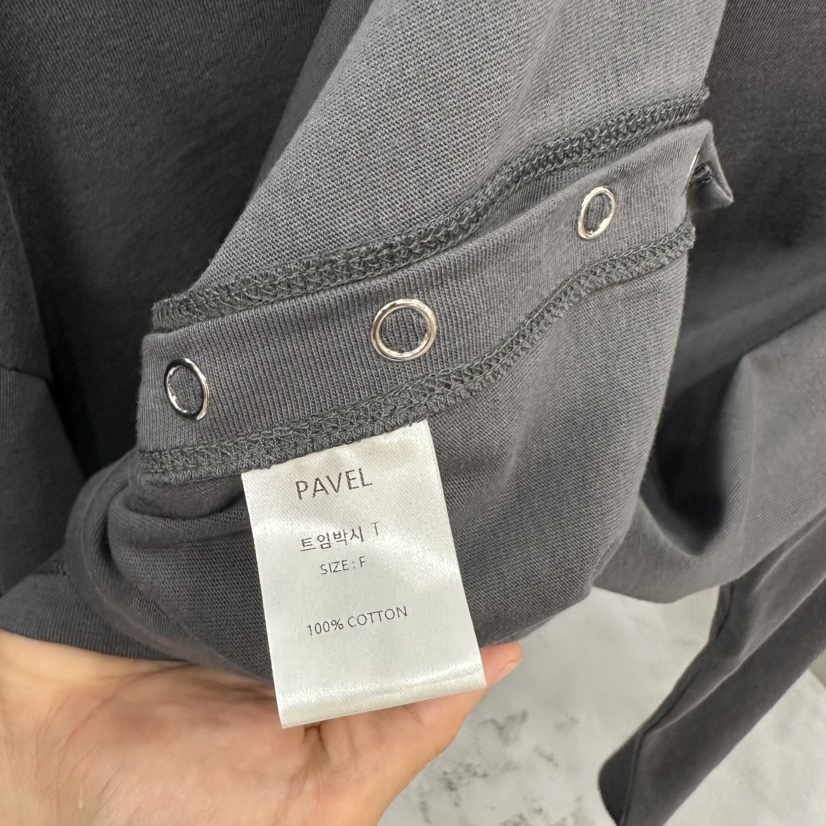 PAVEL
트임박시 T
SIZE : F
100% COTTON